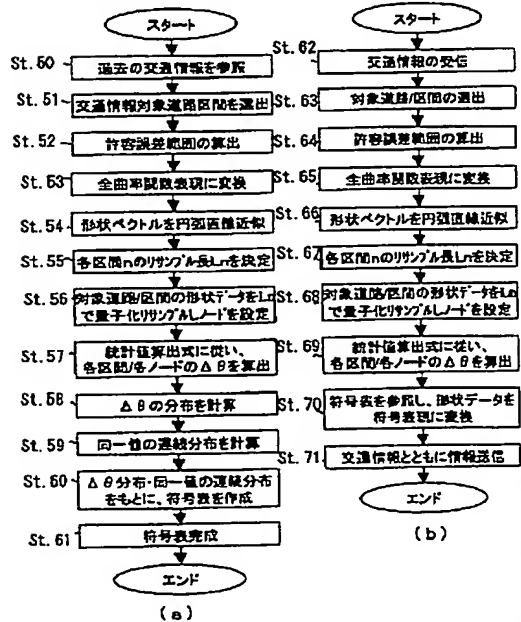 スタート
St.50
過去の交通情報を参照
St.51
交通情報対象道路区間を選出
St.52
許容誤差範囲の算出
St.53
全曲率関数表現に変換
St.54
形状ベクトルを円弧直線近似
St.55
各区間nのリサンプル長Lnを決定
St.56
対象道路/区間の形状データをLn
で量子化リサンプルしノードを設定
St.57
統計値算出式に従い、
各区間/各ノードのΔθを算出
St.58
Δθの分布を計算
St.59
同一値の連続分布を計算
St.60
Δθ分布・同一値の連続分布
をもとに、符号表を作成
St.61
符号表完成
エンド
(a)
スタート
St.62
交通情報の受信
St.63
対象道路/区間の選出
St.64
許容誤差範囲の算出
St.65
全曲率関数表現に変換
St.66
形状ベクトルを円弧直線近似
St.67
各区間nのリサンプル長Lnを決定
St.68
対象道路/区間の形状データをLn
で量子化リサンプルしノードを設定
St.69
統計値算出式に従い、
各区間/各ノードのΔθを算出
St.70
符号表を参照し、形状データを
符号表現に変換
St.71
交通情報とともに情報送信
エンド
(b)